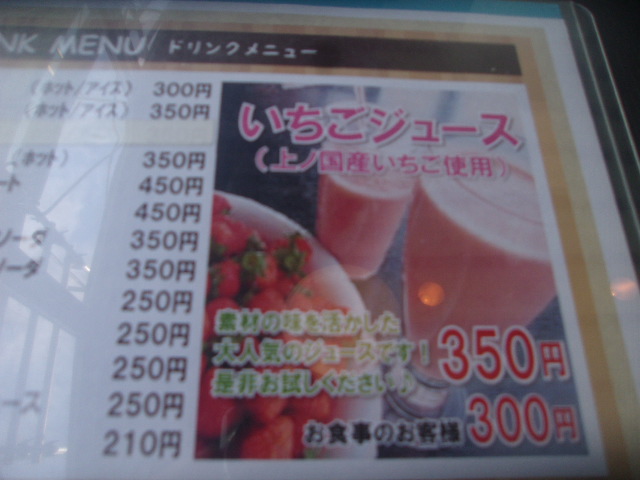 NK MENU ドリンクメニュー
(ホット/アイス) 300円
(ホット/アイス) 350円
(ホット) 350円
ート 450円
450円
ソーダ 350円
ーダ 350円
250円
250円
250円
ース 250円
210円
いちごジュース
(上ノ国産いちご使用)
素材の味を活かした
大人気のジュースです!
是非お試しください♪
350円
お食事のお客様 300円